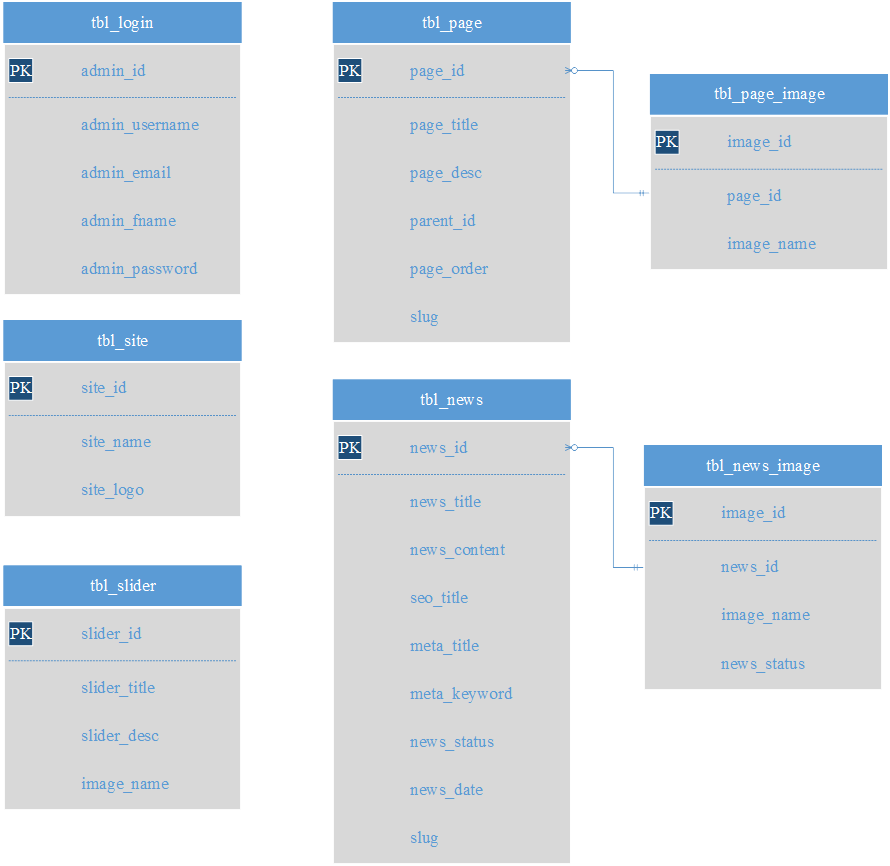 tbl_login
PK admin_id
admin_username
admin_email
admin_fname
admin_password
tbl_site
PK site_id
site_name
site_logo
tbl_slider
PK slider_id
slider_title
slider_desc
image_name
tbl_page
PK page_id
page_title
page_desc
parent_id
page_order
slug
tbl_news
PK news_id
news_title
news_content
seo_title
meta_title
meta_keyword
news_status
news_date
slug
tbl_page_image
PK image_id
page_id
image_name
tbl_news_image
PK image_id
news_id
image_name
news_status